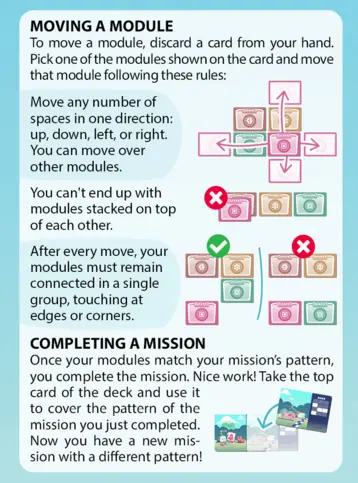 MOVING A MODULE
To move a module, discard a card from your hand.
Pick one of the modules shown on the card and move
that module following these rules:
Move any number of
spaces in one direction:
up, down, left, or right.
You can move over
other modules.
You can't end up with
modules stacked on top
of each other.
After every move, your
modules must remain
connected in a single
group, touching at
edges or corners.
COMPLETING A MISSION
Once your modules match your mission's pattern,
you complete the mission. Nice work! Take the top
card of the deck and use it
to cover the pattern of the
mission you just completed.
Now you have a new mis-
sion with a different pattern!